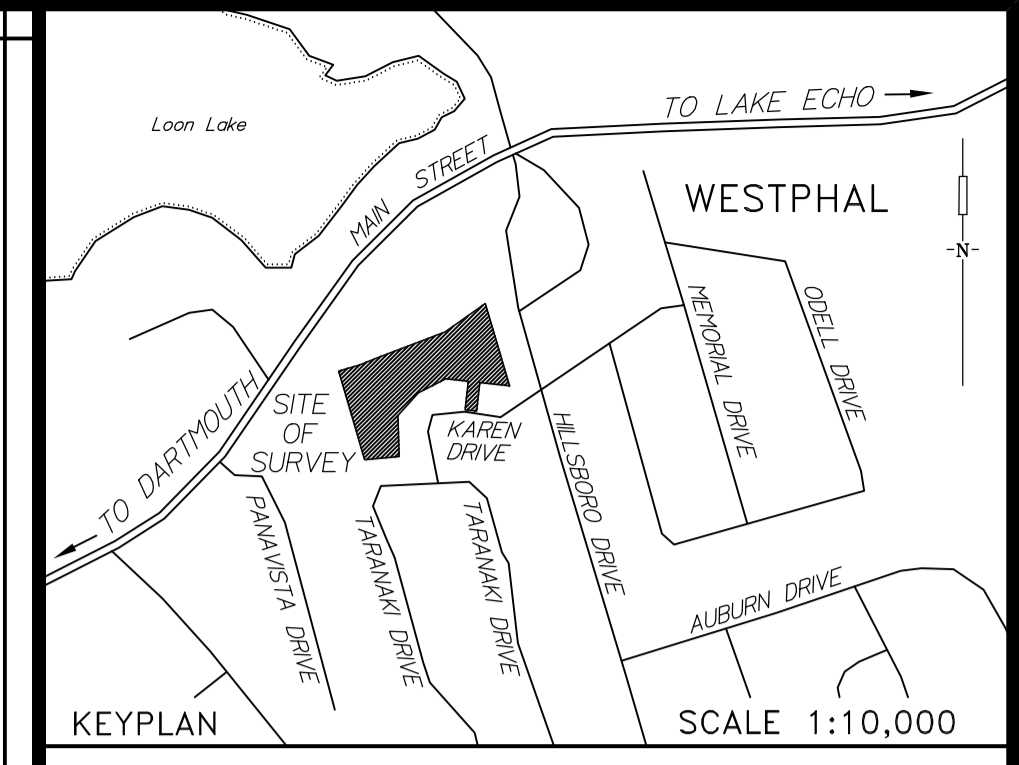 TO LAKE ECHO
Loon Lake
MAIN STREET
WESTPHAL
-N-
MEMORIAL DRIVE
ODELL DRIVE
TO DARTMOUTH
SITE
OF
SURVEY
KAREN
DRIVE
HILLSBORO DRIVE
PANAVISTA DRIVE
TARANAKI DRIVE
TARANAKI DRIVE
AUBURN DRIVE
KEYPLAN
SCALE 1:10,000